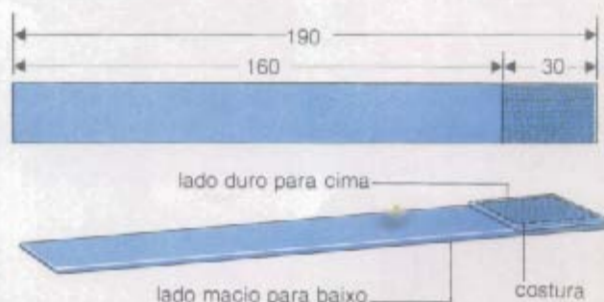 190
160 30
lado duro para cima
lado macio para baixo
costura